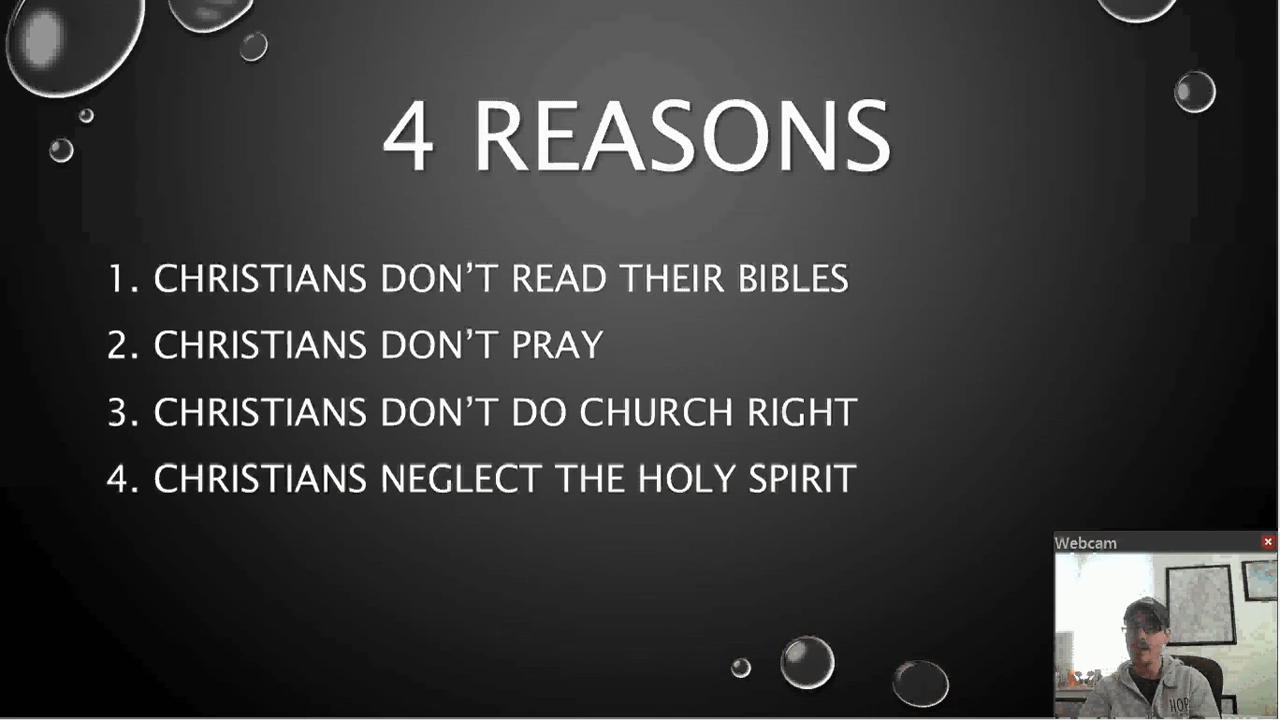 4 REASONS
1. CHRISTIANS DON'T READ THEIR BIBLES
2. CHRISTIANS DON'T PRAY
3. CHRISTIANS DON'T DO CHURCH RIGHT
4. CHRISTIANS NEGLECT THE HOLY SPIRIT
Webcam